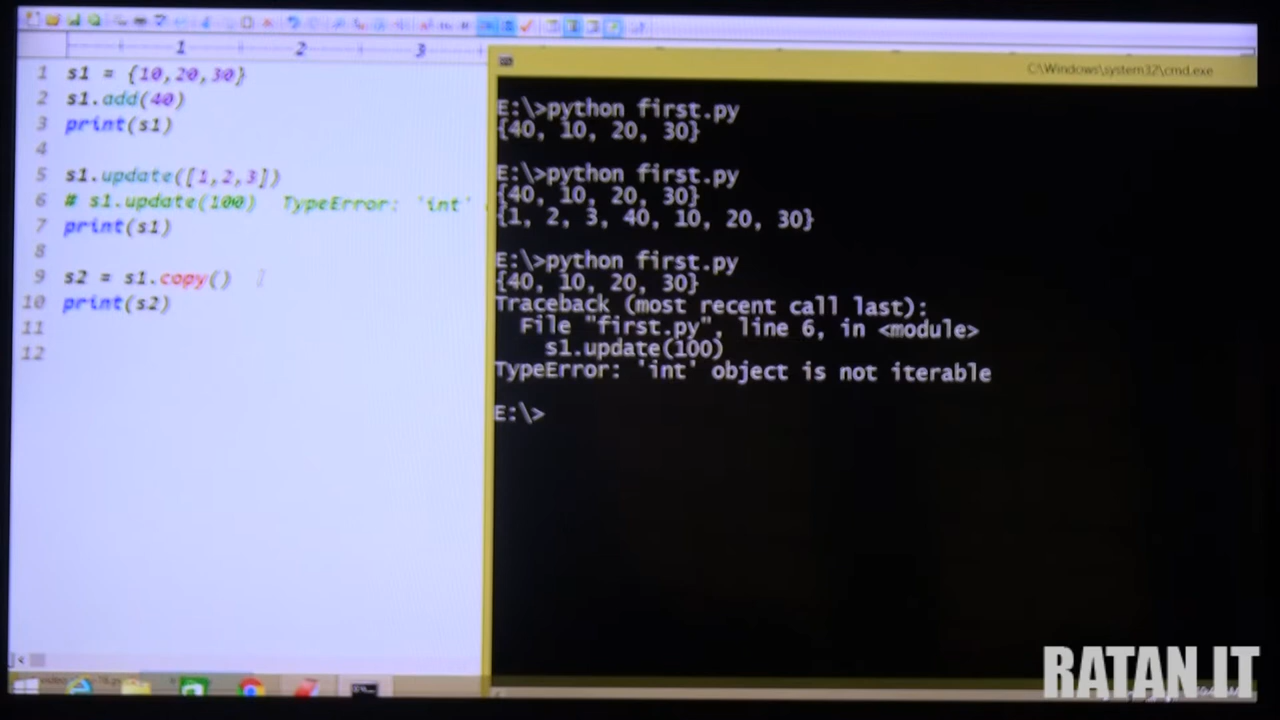 1 2 3
1 s1 = {10,20,30}
2 s1.add(40)
3 print(s1)
4
5 s1.update([1,2,3])
6 # s1.update(100) TypeError: 'int'
7 print(s1)
8
9 s2 = s1.copy()
10 print(s2)
11
12
C:\Windows\system32\cmd.exe
E:\>python first.py
{40, 10, 20, 30}
E:\>python first.py
{40, 10, 20, 30}
{1, 2, 3, 40, 10, 20, 30}
E:\>python first.py
{40, 10, 20, 30}
Traceback (most recent call last):
File "first.py", line 6, in <module>
s1.update(100)
TypeError: 'int' object is not iterable
E:\>
RATAN IT